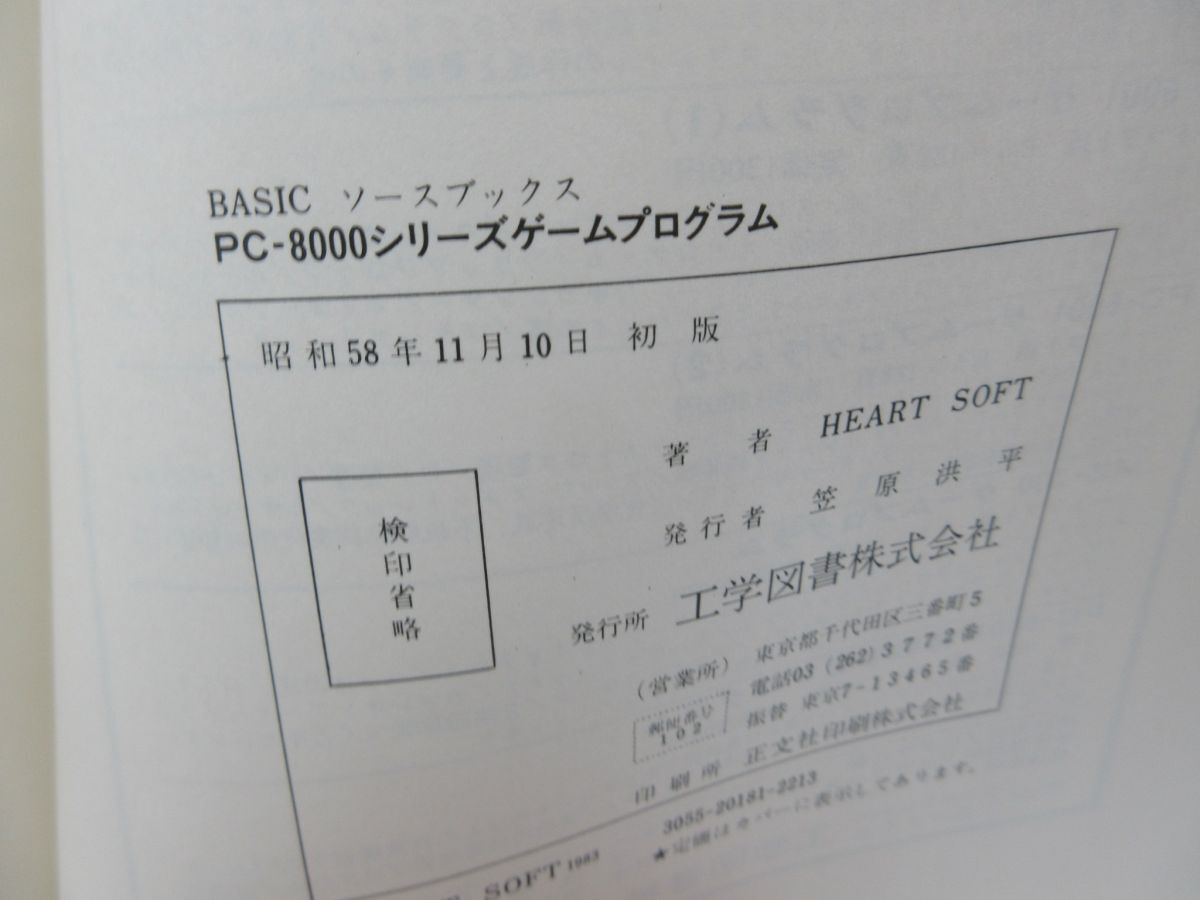 BASIC ソースブックス
PC-8000シリーズゲームプログラム
昭和58年11月10日 初版
著者 HEART SOFT
発行者 笠原洪平
検印省略
発行所 工学図書株式会社
(営業所) 東京都千代田区三番町5
電話03 (262) 3772番
郵便番号
102
振替 東京7-13465番
印刷所 正文社印刷株式会社
3055-20181-2213
SOFT 1983
★定価はカバーに表示してあります。